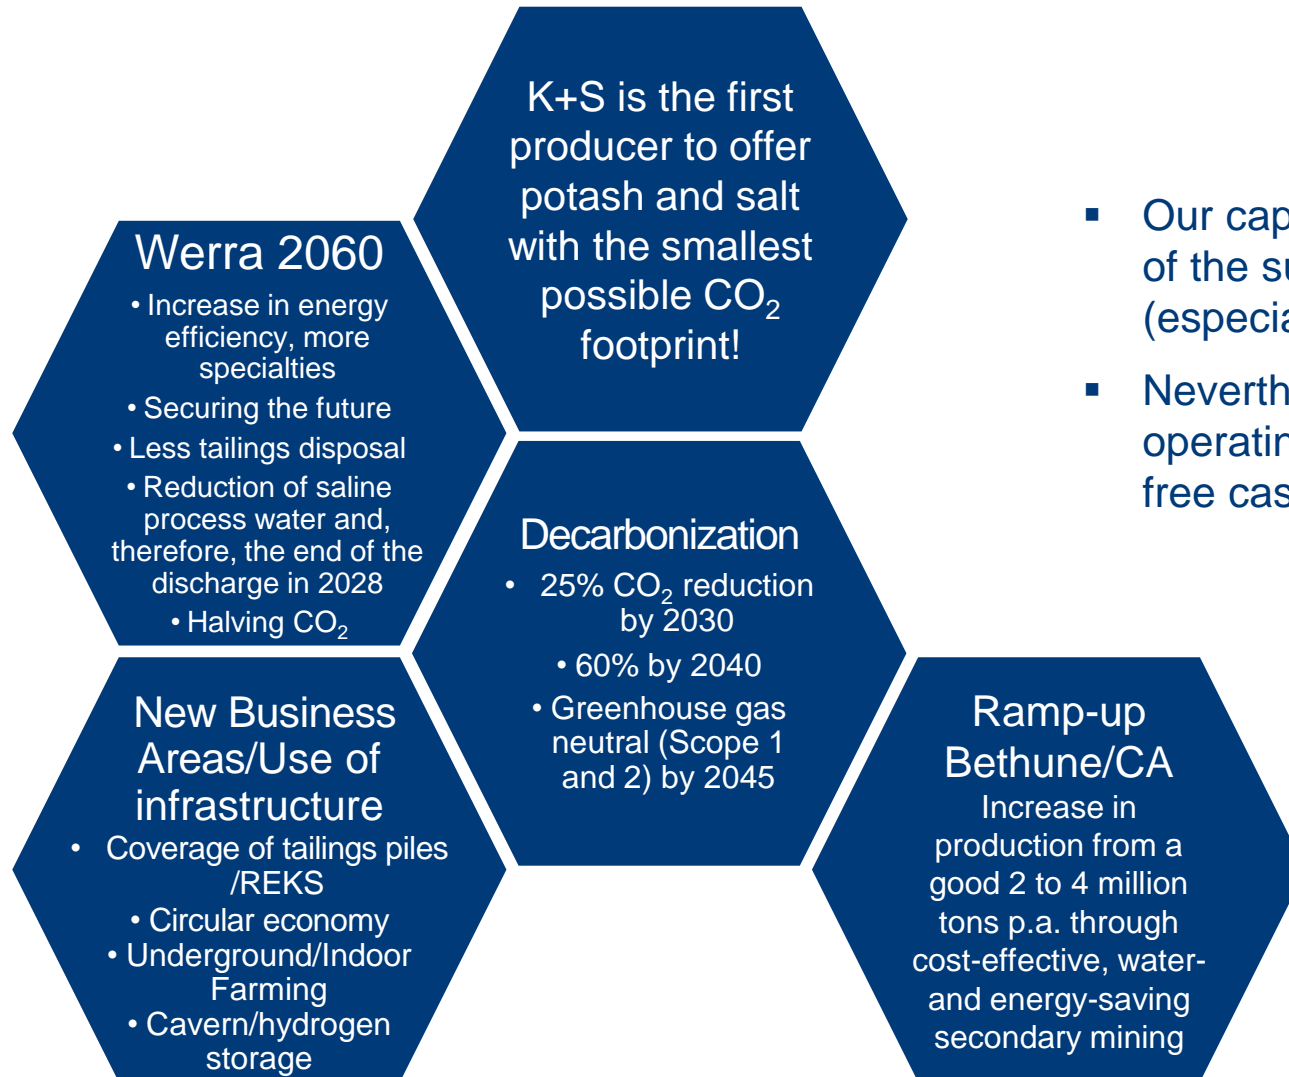 K+S is the first
producer to offer
potash and salt
with the smallest
possible CO₂
footprint!
Werra 2060
• Increase in energy
efficiency, more
specialties
• Securing the future
• Less tailings disposal
• Reduction of saline
process water and,
therefore, the end of the
discharge in 2028
• Halving CO₂
Decarbonization
• 25% CO₂ reduction
by 2030
• 60% by 2040
• Greenhouse gas
neutral (Scope 1
and 2) by 2045
New Business
Areas/Use of
infrastructure
• Coverage of tailings piles
/REKS
• Circular economy
• Underground/Indoor
Farming
• Cavern/hydrogen
storage
Ramp-up
Bethune/CA
Increase in
production from a
good 2 to 4 million
tons p.a. through
cost-effective, water-
and energy-saving
secondary mining
▪ Our
of the
▪
free